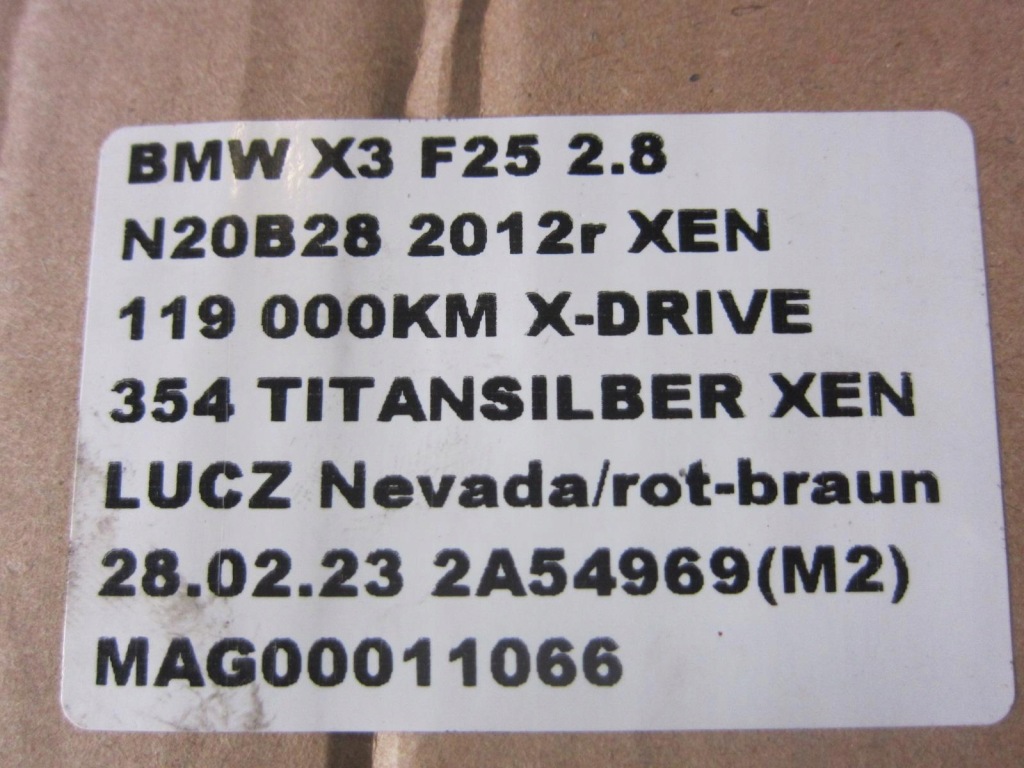 BMW X3 F25 2.8
N20B28 2012r XEN
119 000KM X-DRIVE
354 TITANSILBER XEN
LUCZ Nevada/rot-braun
28.02.23 2A54969(M2)
MAG00011066